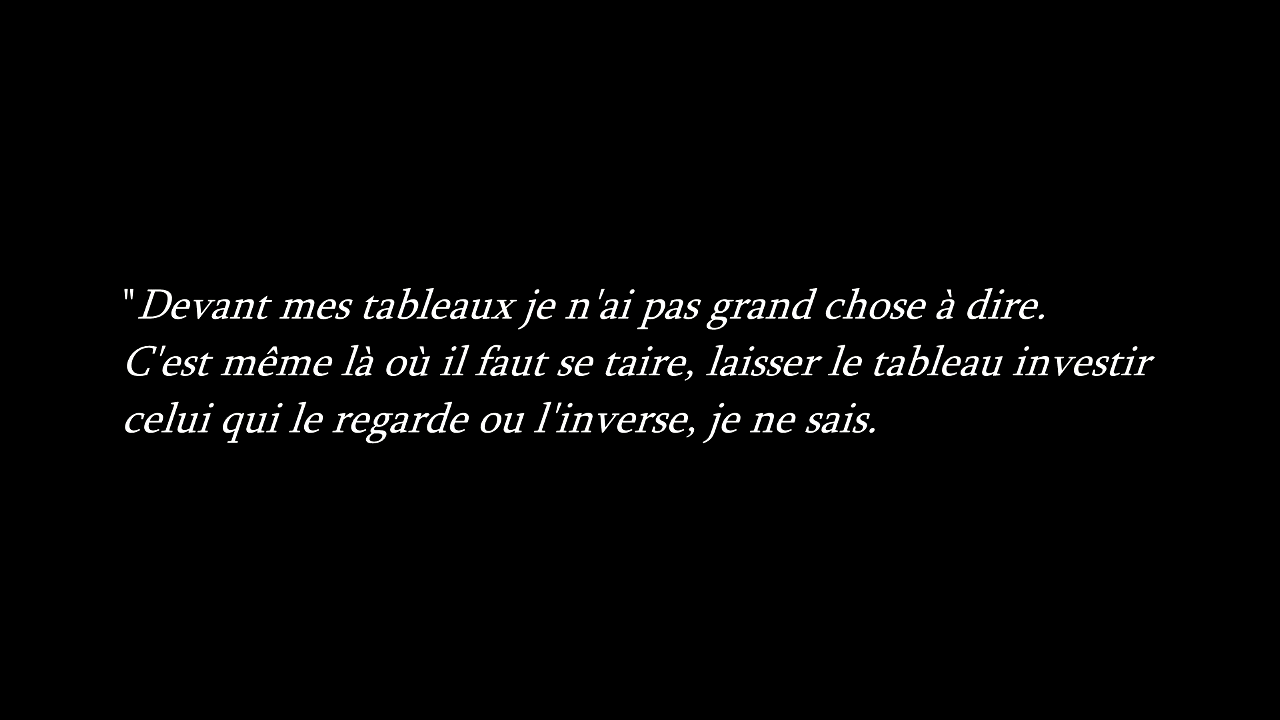 "Devant mes tableaux je n'ai pas grand chose à dire.
C'est même là où il faut se taire, laisser le tableau investir
celui qui le regarde ou l'inverse, je ne sais.